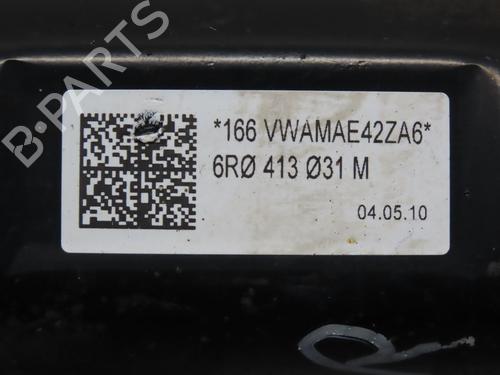 *166 VWAMAE42ZA6*
6RØ 413 Ø31 M
04.05.10
B-PARTS